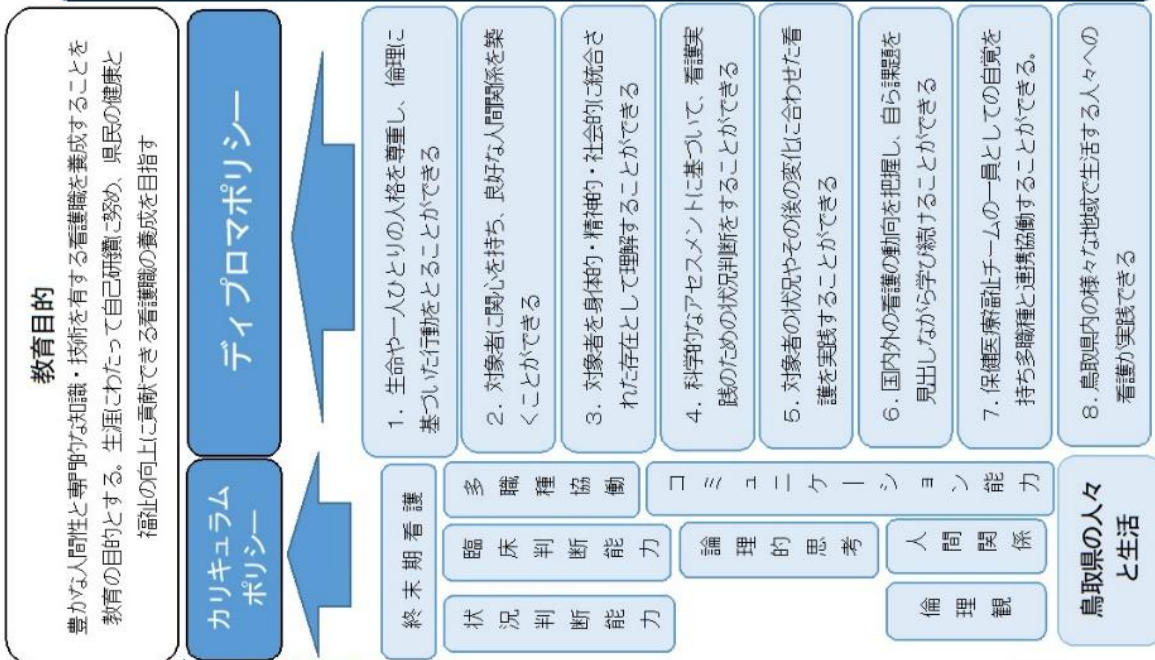 教育目的
豊かな人間性と専門的な知識・技術を有する看護職を養成することを
教育の目的とする。生涯にわたって自己研鑽に努め、県民の健康と
福祉の向上に貢献できる看護職の養成を目指す
ディプロマポリシー
1．生命や一人ひとりの人格を尊重し、倫理に
基づいた行動をとることができる
2．対象者に関心を持ち、良好な人間関係を築
くことができる
3．対象者を身体的・精神的・社会的に統合さ
れた存在として理解することができる
4．科学的なアセスメントに基づいて、看護実
践のための状況判断をすることができる
5．対象者の状況やその後の変化に合わせた看
護を実践することができる
6．国内外の看護の動向を把握し、自ら課題を
見出しながら学び続けることができる
7．保健医療福祉チームの一員としての自覚を
持ち多職種と連携協働することができる。
8．鳥取県内の様々な地域で生活する人々への
看護が実践できる
カリキュラム
ポリシー
終末期看護
多職種協働
コミュニケーション能力
臨床判断能力
論理的思考
人間関係
状況判断能力
倫理観
鳥取県の人々
と生活